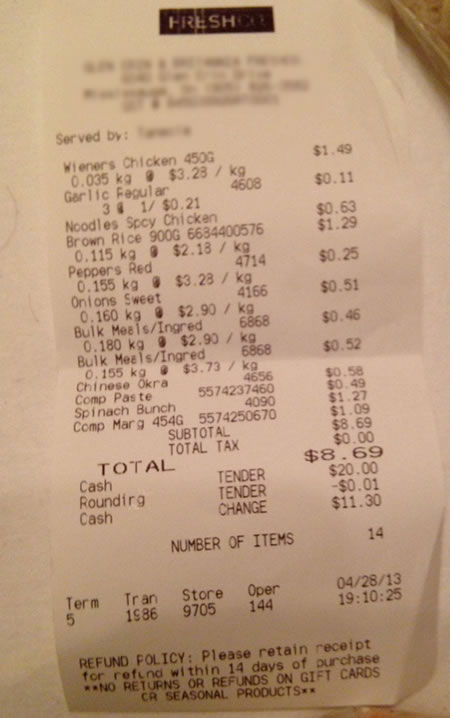 FRESHCO
Served by:
Wieners Chicken 450G $1.49
0.035 kg @ $3.28 / kg
Garlic Regular 4608 $0.11
3 @ 1/ $0.21
Noodles Spcy Chicken $0.63
Brown Rice 900G 6684400576 $1.29
0.115 kg @ $2.18 / kg
Peppers Red 4714 $0.25
0.155 kg @ $3.28 / kg
Onions Sweet 4166 $0.51
0.160 kg @ $2.90 / kg
Bulk Meals/Ingred 6868 $0.46
0.180 kg @ $2.90 / kg
Bulk Meals/Ingred 6868 $0.52
0.155 kg @ $3.73 / kg
Chinese Okra 4656 $0.58
Comp Paste 5574237460 $0.49
Spinach Bunch 4090 $1.27
Comp Marg 454G 5574250670 $1.09
SUBTOTAL $8.69
TOTAL TAX $0.00
TOTAL $8.69
Cash TENDER $20.00
Rounding TENDER -$0.01
Cash CHANGE $11.30
NUMBER OF ITEMS 14
Term Tran Store Oper 04/28/13
5 1986 9705 144 19:10:25
REFUND POLICY: Please retain receipt
for refund within 14 days of purchase
**NO RETURNS OR REFUNDS ON GIFT CARDS
OR SEASONAL PRODUCTS**